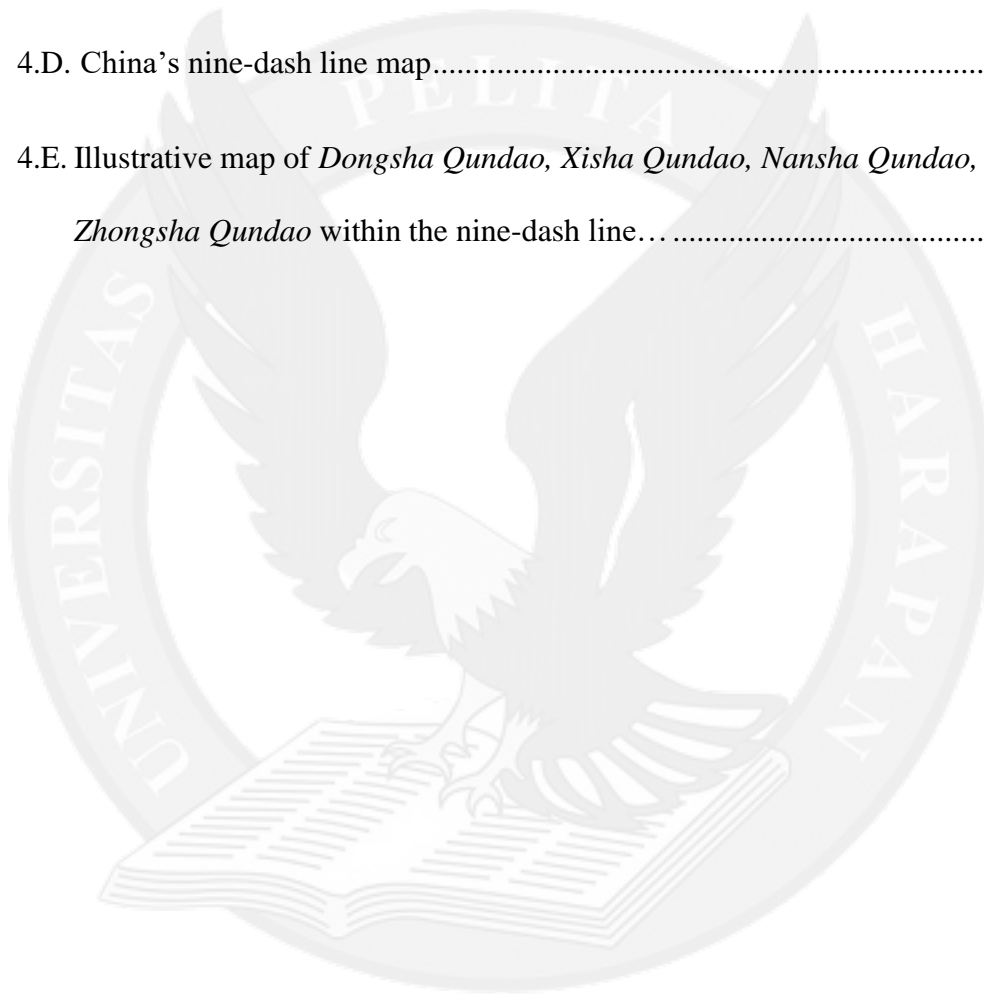 4.D. China’s nine-dash line map..........................................................................
4.E. Illustrative map of Dongsha Qundao, Xisha Qundao, Nansha Qundao,
Zhongsha Qundao within the nine-dash line… .......................................
UNIVERSITAS PELITA HARAPAN